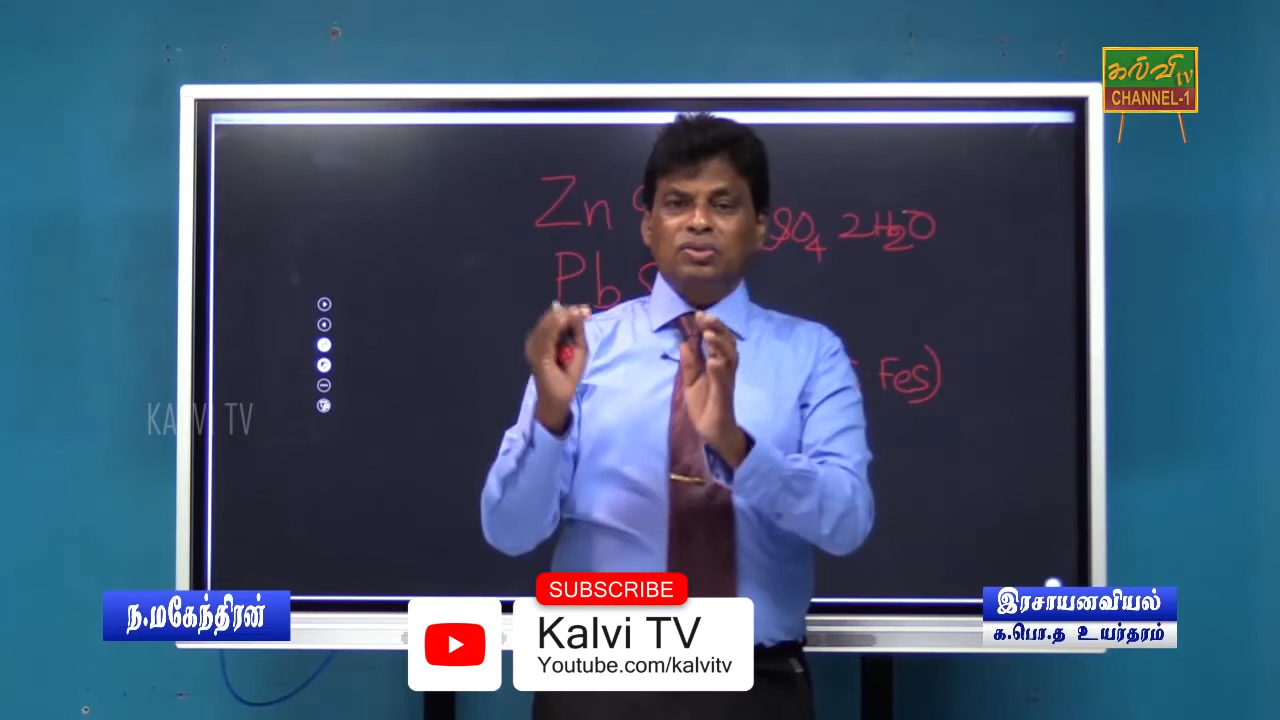 கல்வி TV
CHANNEL-1
Zn
SO4 2H2O
Pb S
FeS)
KALVI TV
SUBSCRIBE
Kalvi TV
Youtube.com/kalvitv
ந.மகேந்திரன்
இரசாயனவியல்
க.பொ.த உயர்தரம்